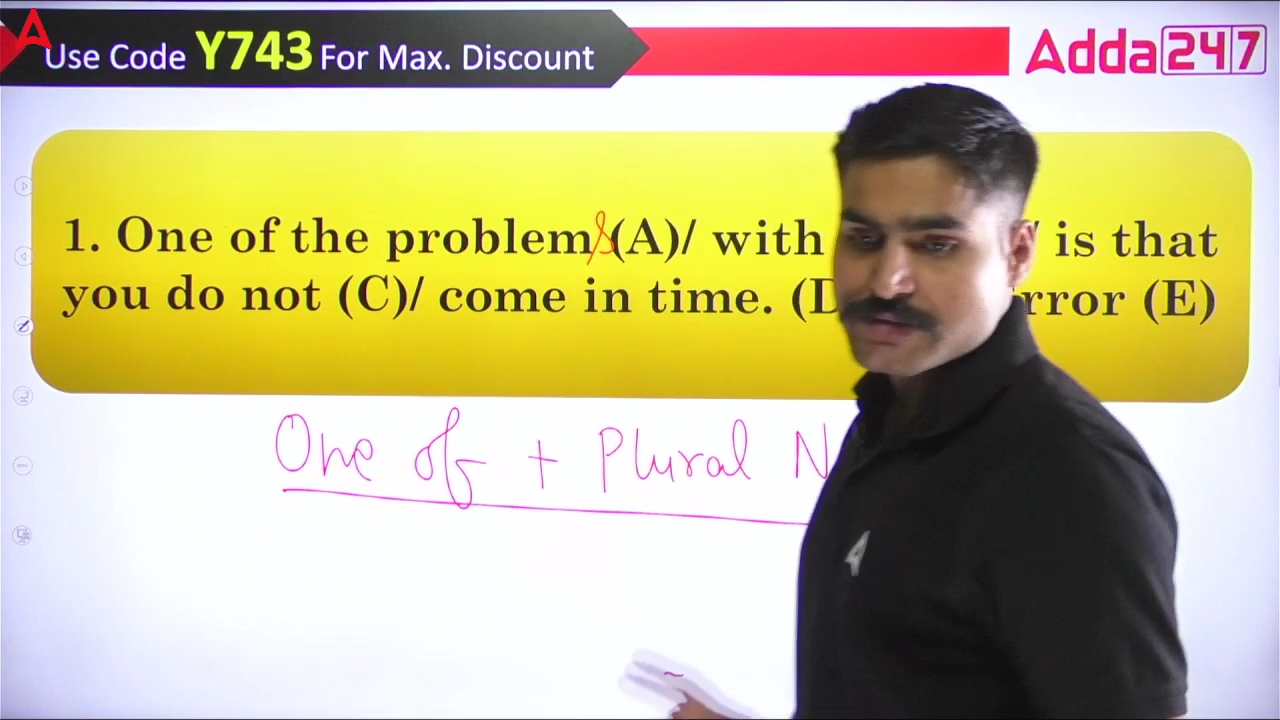 Use Code Y743 For Max. Discount
Adda247
1. One of the problems (A)/ with / is that
you do not (C)/ come in time. (D rror (E)
One of + Plural N